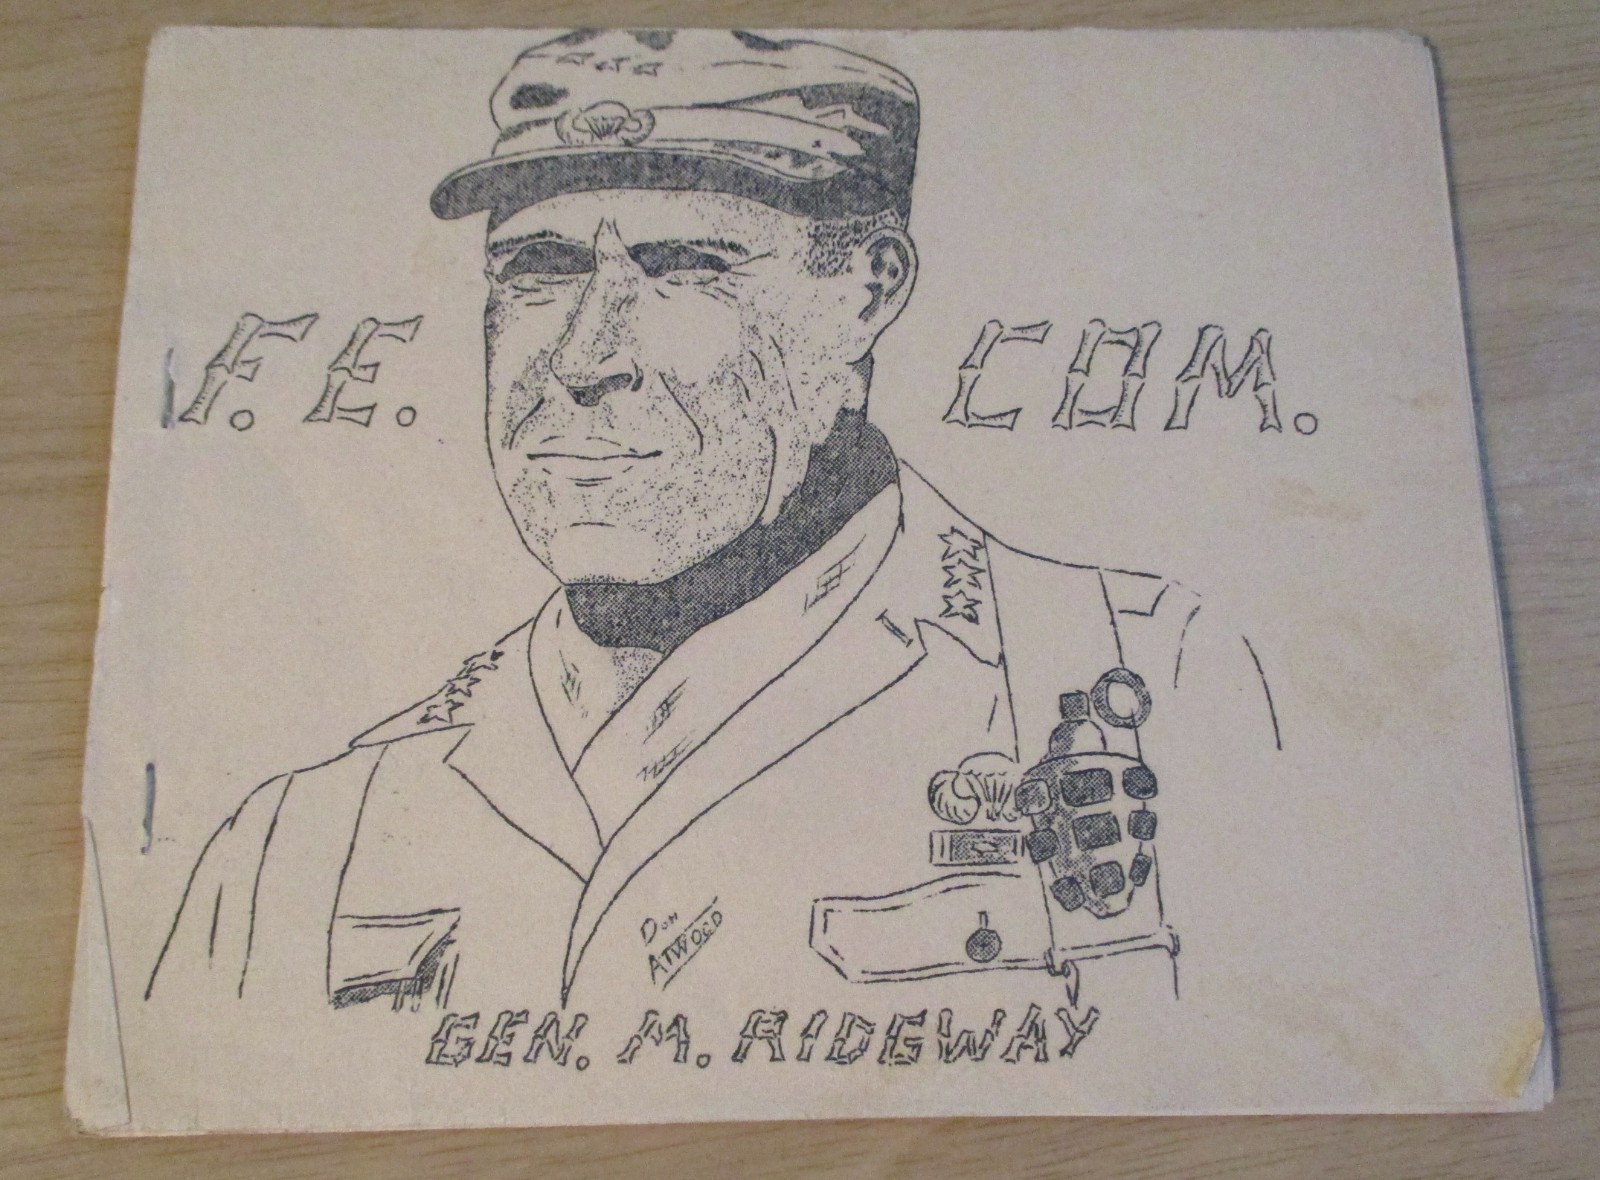 F. E. COM.
Don
ATWOOD
GEN. M. RIDGWAY